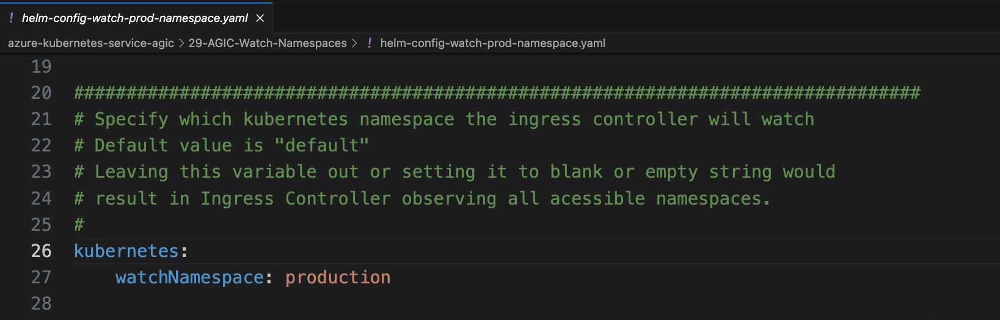 ! helm-config-watch-prod-namespace.yaml ×
azure-kubernetes-service-agic > 29-AGIC-Watch-Namespaces > ! helm-config-watch-prod-namespace.yaml
19
20 ################################################################################
21 # Specify which kubernetes namespace the ingress controller will watch
22 # Default value is "default"
23 # Leaving this variable out or setting it to blank or empty string would
24 # result in Ingress Controller observing all acessible namespaces.
25 #
26 kubernetes:
27     watchNamespace: production
28